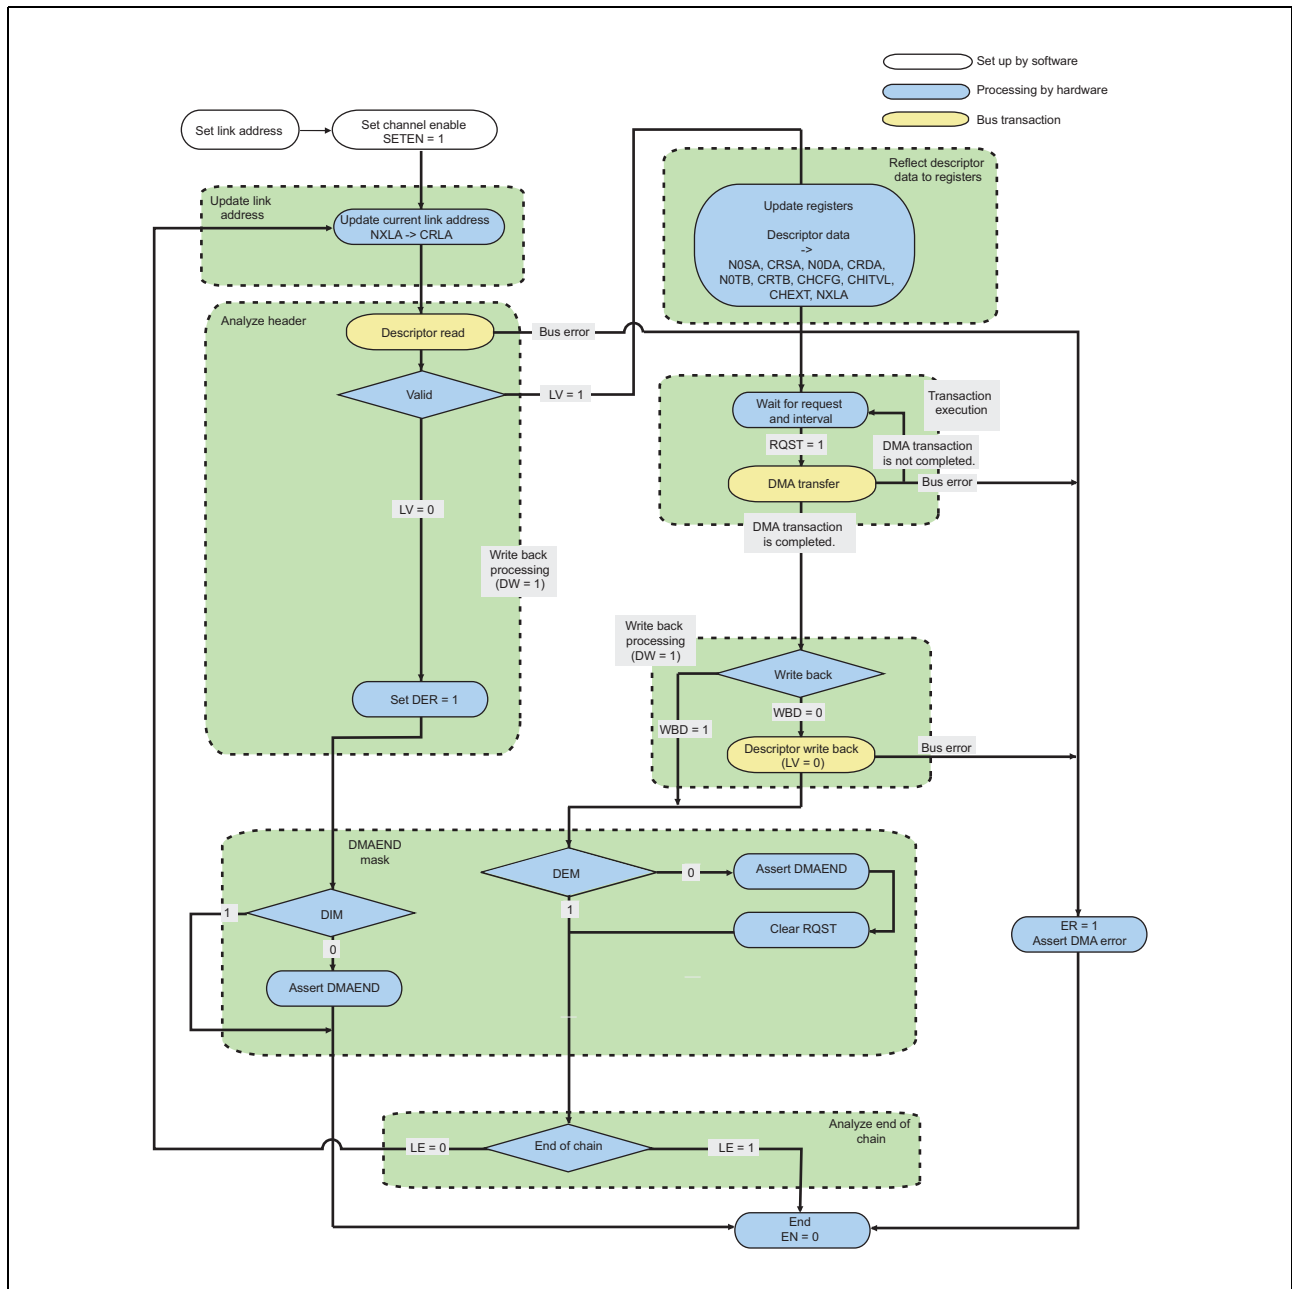 Set up by software
Processing by hardware
Bus transaction
Set link address
Set channel enable
SETEN = 1
Update link
address
Update current link address
NXLA -> CRLA
Analyze header
Descriptor read
Bus error
Valid
LV = 1
LV = 0
Write back
processing
(DW = 1)
Set DER = 1
Reflect descriptor
data to registers
Update registers
Descriptor data
->
N0SA, CRSA, N0DA, CRDA,
N0TB, CRTB, CHCFG, CHITVL,
CHEXT, NXLA
Transaction
execution
Wait for request
and interval
RQST = 1
DMA transaction
is not completed.
DMA transfer
Bus error
DMA transaction
is completed.
Write back
processing
(DW = 1)
Write back
WBD = 0
WBD = 1
Descriptor write back
(LV = 0)
Bus error
DMAEND
mask
DEM
0
Assert DMAEND
1
Clear RQST
DIM
1
0
Assert DMAEND
ER = 1
Assert DMA error
Analyze end of
chain
End of chain
LE = 0
LE = 1
End
EN = 0